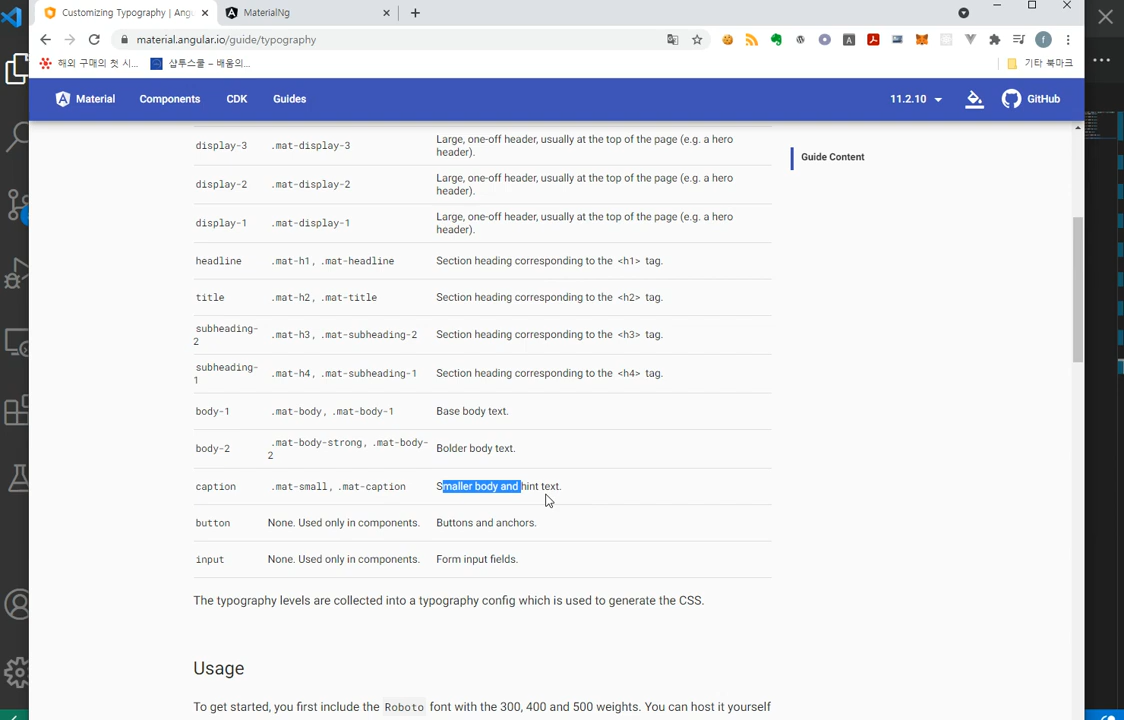 Customizing Typography | Angu
MaterialNg
material.angular.io/guide/typography
해외 구매의 첫 시...
샵투스쿨 – 배움의...
기타 북마크
Material
Components
CDK
Guides
11.2.10
GitHub
display-3 .mat-display-3 Large, one-off header, usually at the top of the page (e.g. a hero
header).
display-2 .mat-display-2 Large, one-off header, usually at the top of the page (e.g. a hero
header).
display-1 .mat-display-1 Large, one-off header, usually at the top of the page (e.g. a hero
header).
headline .mat-h1, .mat-headline Section heading corresponding to the <h1> tag.
title .mat-h2, .mat-title Section heading corresponding to the <h2> tag.
subheading-
2 .mat-h3, .mat-subheading-2 Section heading corresponding to the <h3> tag.
subheading-
1 .mat-h4, .mat-subheading-1 Section heading corresponding to the <h4> tag.
body-1 .mat-body, .mat-body-1 Base body text.
body-2 .mat-body-strong, .mat-body-
2 Bolder body text.
caption .mat-small, .mat-caption Smaller body and hint text.
button None. Used only in components. Buttons and anchors.
input None. Used only in components. Form input fields.
The typography levels are collected into a typography config which is used to generate the CSS.
Usage
To get started, you first include the Roboto font with the 300, 400 and 500 weights. You can host it yourself
Guide Content